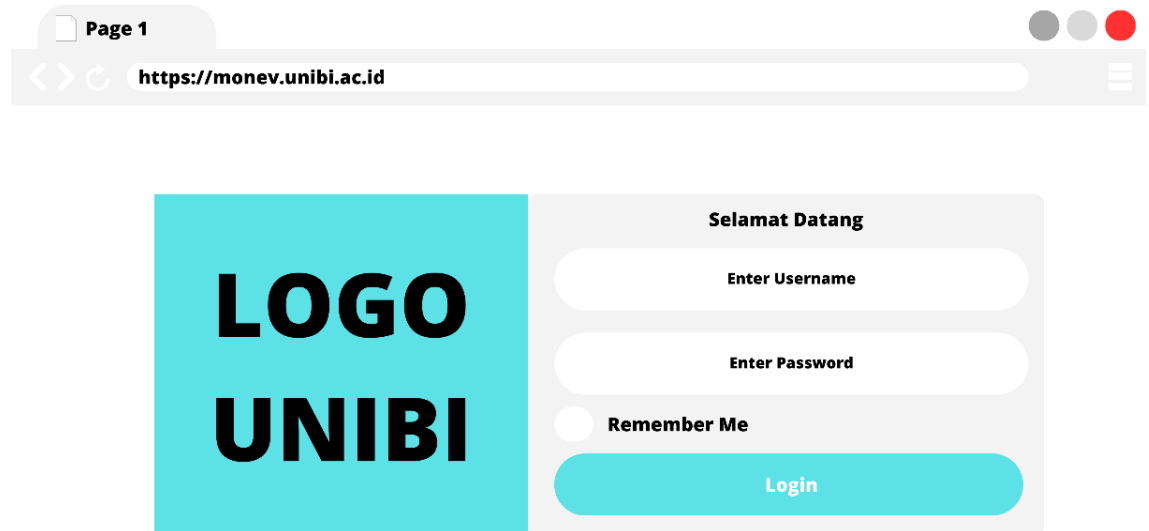 Page 1
https://monev.unibi.ac.id
LOGO
UNIBI
Selamat Datang
Enter Username
Enter Password
Remember Me
Login